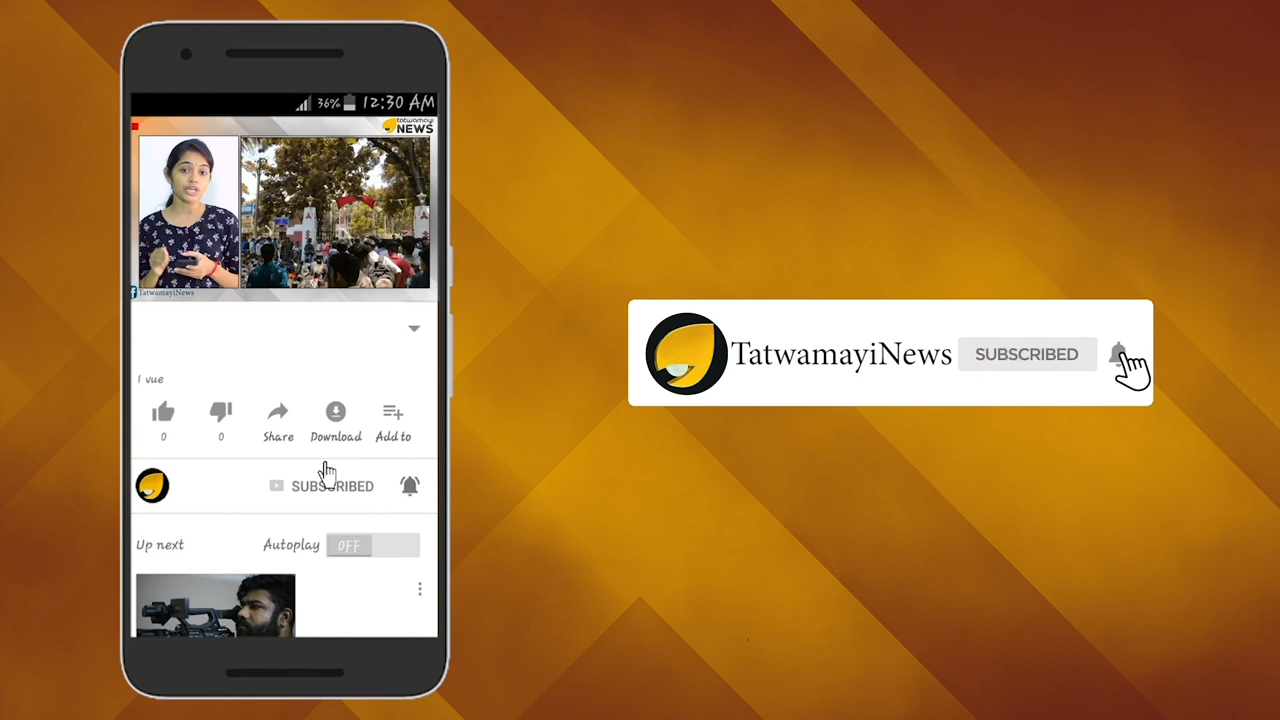 36% 12:30 AM
tatwamayi
NEWS
TatwamayiNews
1 vue
0 0 Share Download Add to
SUBSCRIBED
Up next Autoplay OFF
TatwamayiNews SUBSCRIBED